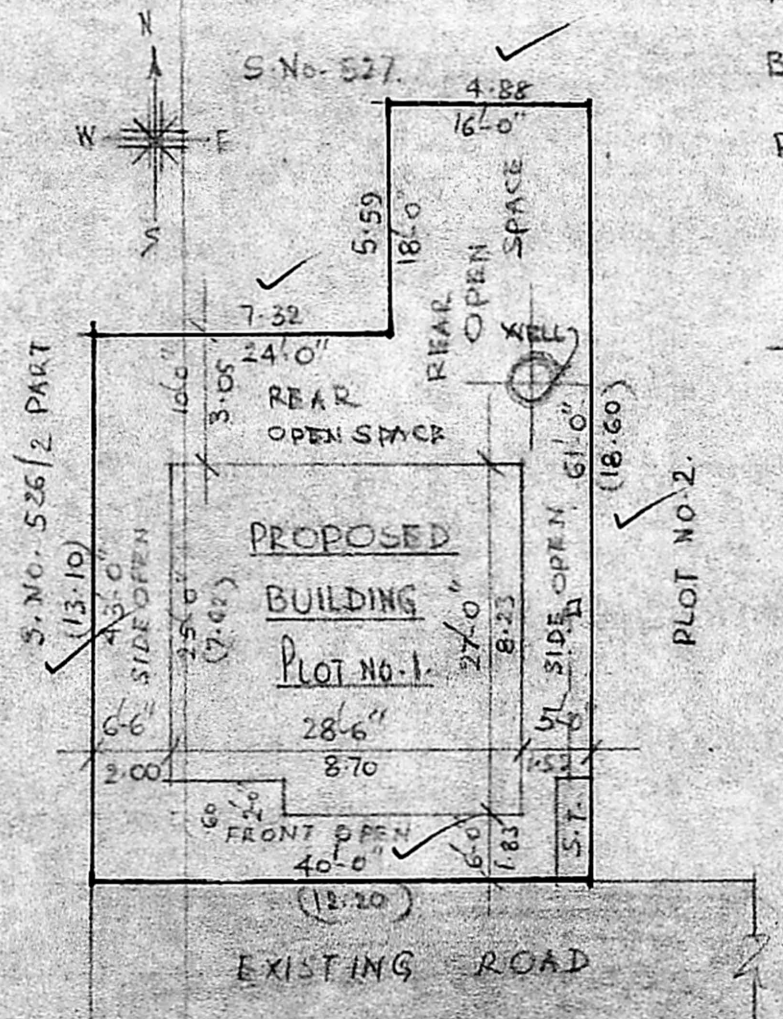 N
W E
S
S.No-527.
4.88
16'-0"
5.59
18'-0"
REAR
OPEN
SPACE
WELL
7.32
24'-0"
10'-0"
3.05
REAR
OPEN SPACE
61'-0"
(18.60)
S.NO. 526/2 PART
(13.10)
43'-0"
SIDE OPEN
25'-0"
PROPOSED
BUILDING
PLOT NO.1.
27'-0"
8.23
SIDE OPEN
PLOT NO.2.
6'-6"
2.00
28'-6"
8.70
1.52
60
2'-0"
FRONT OPEN
6'-0
1.83
S.T.
40'-0"
(12.20)
EXISTING ROAD